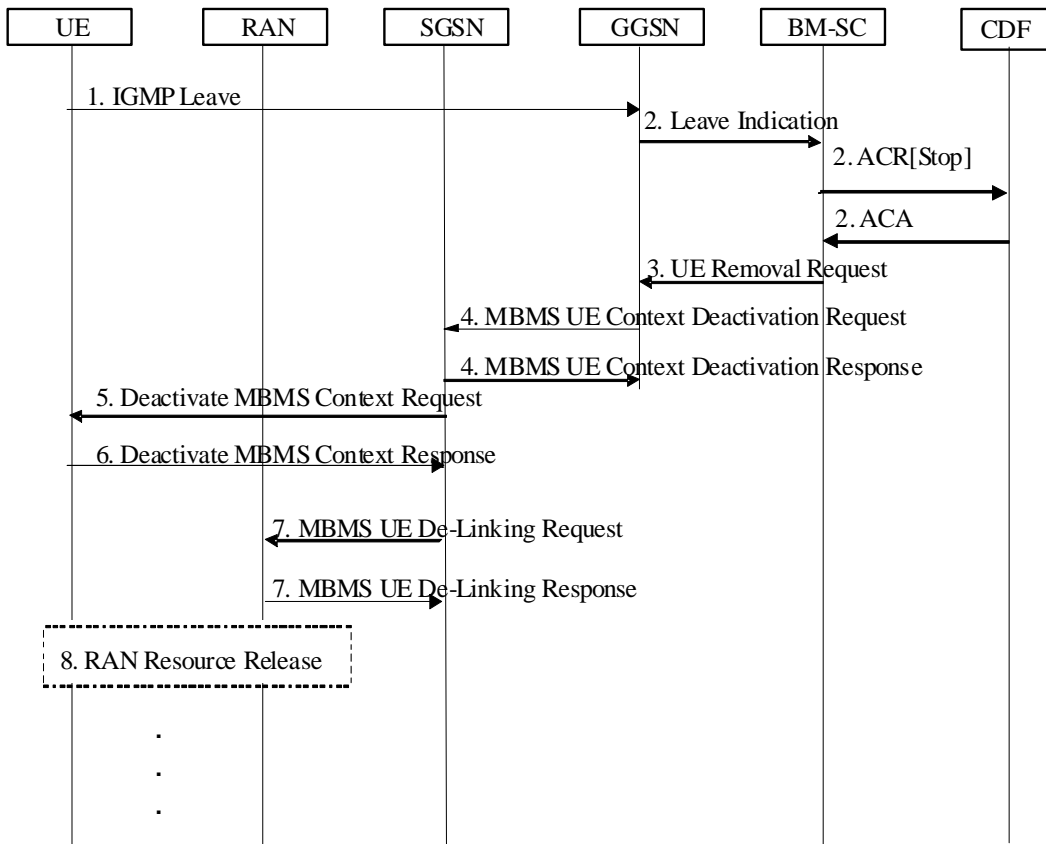 UE RAN SGSN GGSN BM-SC CDF
1. IGMP Leave
2. Leave Indication
2. ACR[Stop]
2. ACA
3. UE Removal Request
4. MBMS UE Context Deactivation Request
4. MBMS UE Context Deactivation Response
5. Deactivate MBMS Context Request
6. Deactivate MBMS Context Response
7. MBMS UE De-Linking Request
7. MBMS UE De-Linking Response
8. RAN Resource Release
.
.
.